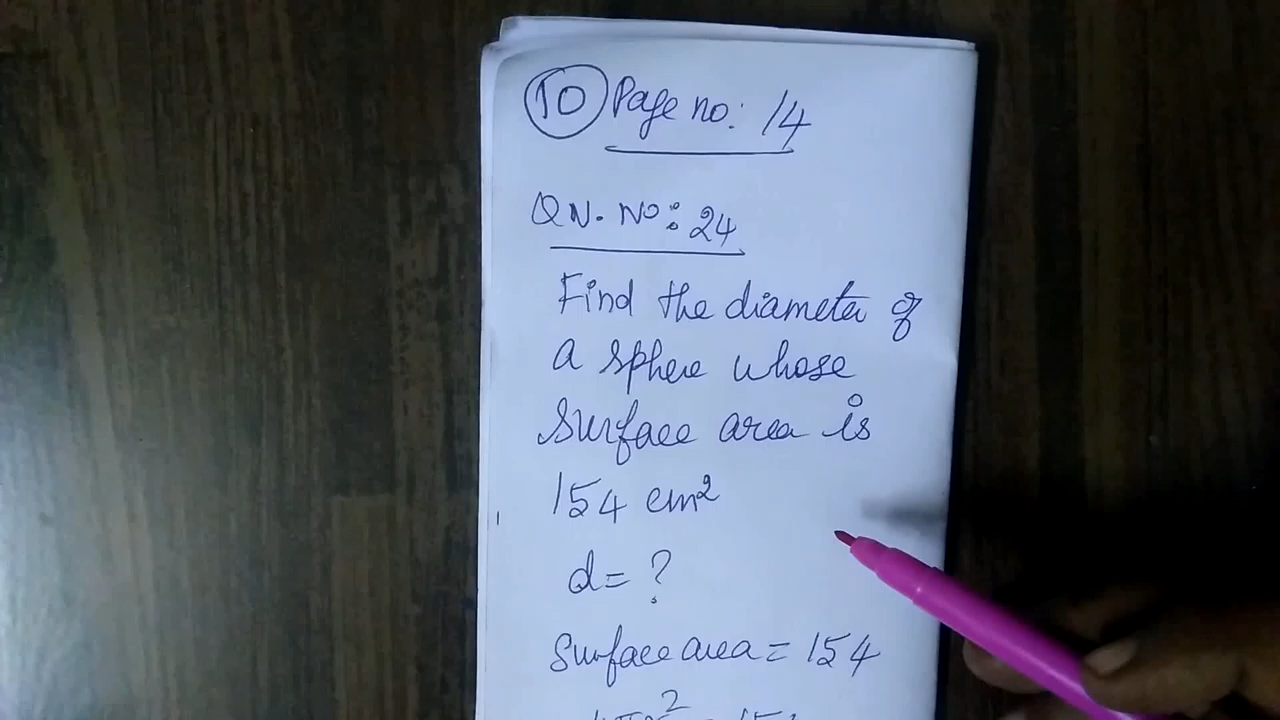 10 Page no: 14
QN. NO: 24
Find the diameter of
a sphere whose
surface area is
154 cm²
d = ?
Surface area = 154